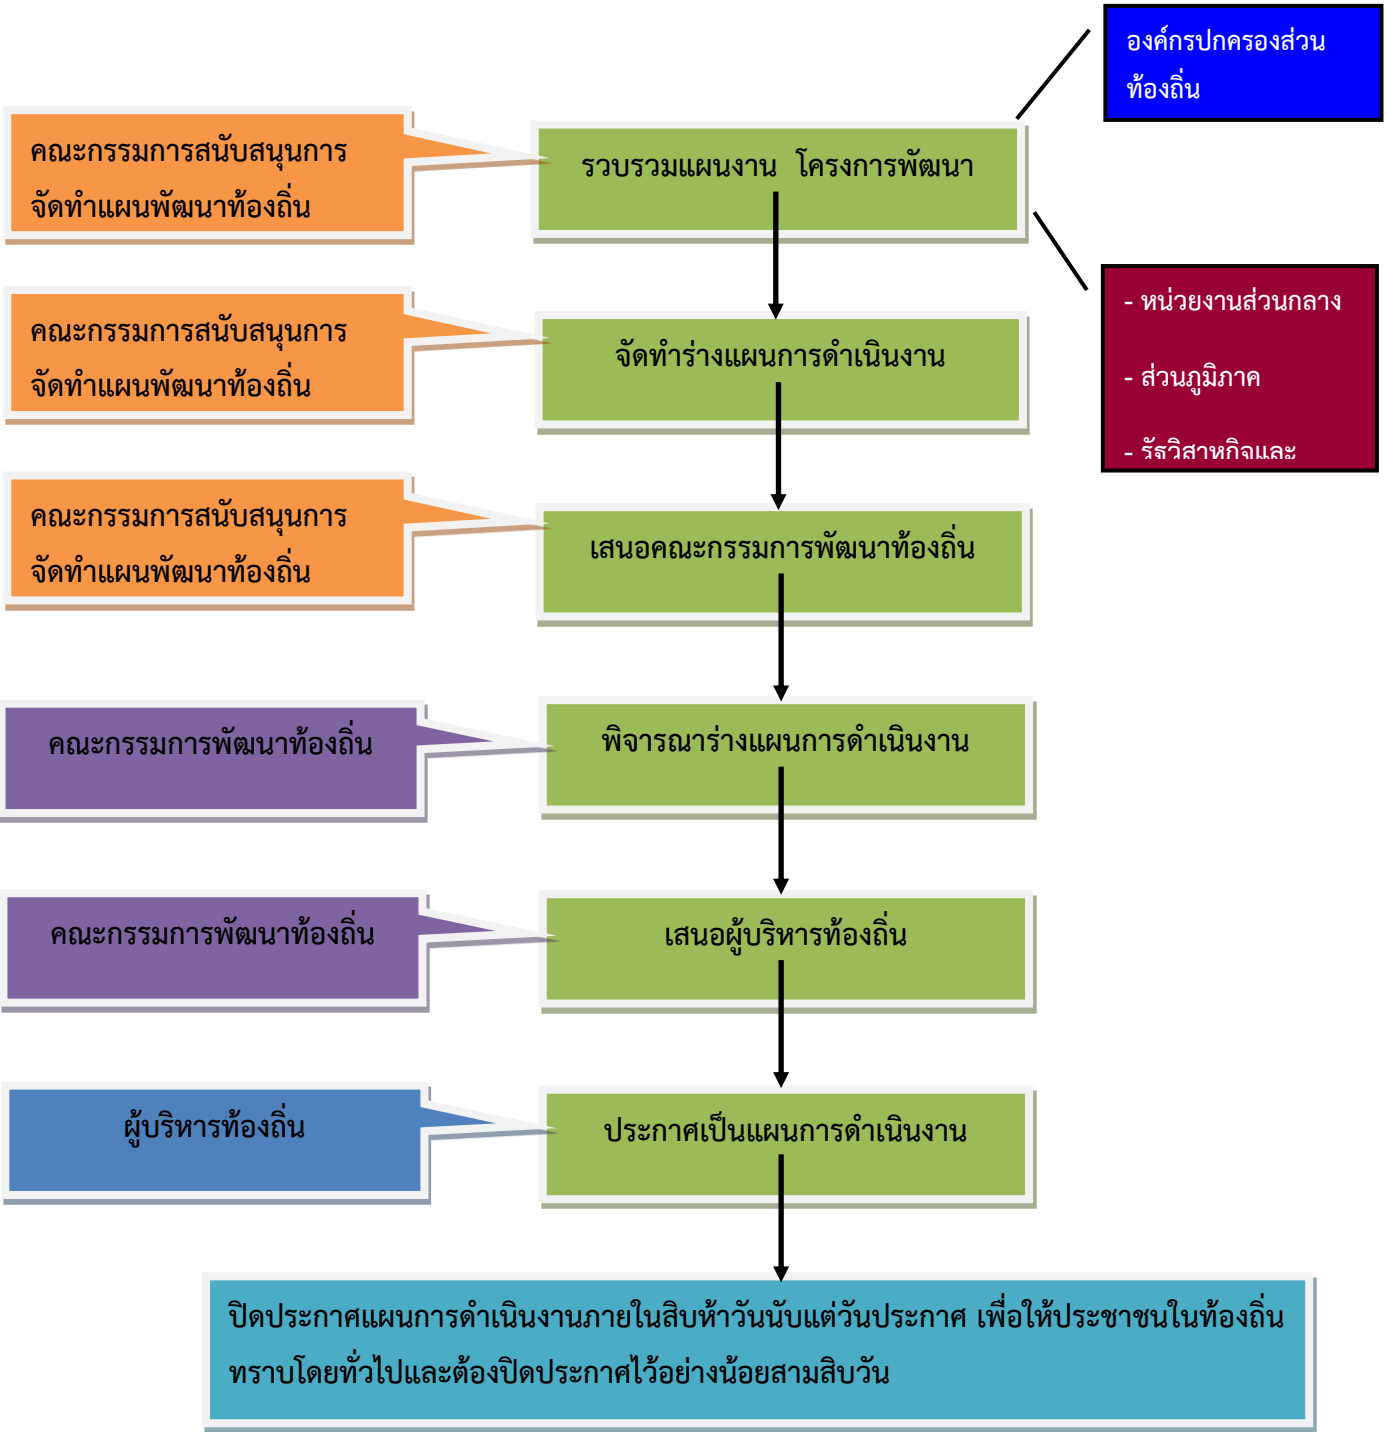 องค์กรปกครองส่วน
ท้องถิ่น
คณะกรรมการสนับสนุนการ
จัดทำแผนพัฒนาท้องถิ่น
รวบรวมแผนงาน โครงการพัฒนา
- หน่วยงานส่วนกลาง
- ส่วนภูมิภาค
- รัฐวิสาหกิจและ
คณะกรรมการสนับสนุนการ
จัดทำแผนพัฒนาท้องถิ่น
จัดทำร่างแผนการดำเนินงาน
คณะกรรมการสนับสนุนการ
จัดทำแผนพัฒนาท้องถิ่น
เสนอคณะกรรมการพัฒนาท้องถิ่น
คณะกรรมการพัฒนาท้องถิ่น
พิจารณาร่างแผนการดำเนินงาน
คณะกรรมการพัฒนาท้องถิ่น
เสนอผู้บริหารท้องถิ่น
ผู้บริหารท้องถิ่น
ประกาศเป็นแผนการดำเนินงาน
ปิดประกาศแผนการดำเนินงานภายในสิบห้าวันนับแต่วันประกาศ เพื่อให้ประชาชนในท้องถิ่น
ทราบโดยทั่วไปและต้องปิดประกาศไว้อย่างน้อยสามสิบวัน